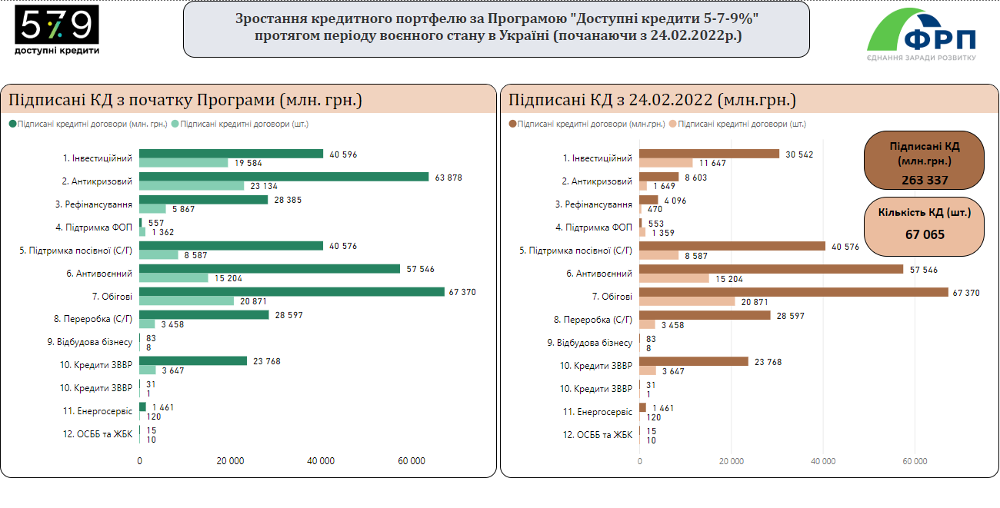 579
доступні кредити
Зростання кредитного портфелю за Програмою "Доступні кредити 5-7-9%"
протягом періоду воєнного стану в Україні (починаючи з 24.02.2022р.)
ФРП
ЄДНАННЯ ЗАРАДИ РОЗВИТКУ
Підписані КД з початку Програми (млн. грн.)
Підписані кредитні договори (млн. грн.) Підписані кредитні договори (шт.)
1. Інвестиційний 40 596
19 584
2. Антикризовий 63 878
23 134
3. Рефінансування 28 385
5 867
4. Підтримка ФОП 557
1 362
5. Підтримка посівної (С/Г) 40 576
8 587
6. Антивоєнний 57 546
15 204
7. Обігові 67 370
20 871
8. Переробка (С/Г) 28 597
3 458
9. Відбудова бізнесу 83
8
10. Кредити ЗВВР 23 768
3 647
10. Кредити ЗВВР 31
1
11. Енергосервіс 1 461
120
12. ОСББ та ЖБК 15
10
0 20 000 40 000 60 000
Підписані КД з 24.02.2022 (млн.грн.)
Підписані кредитні договори (млн.грн.) Підписані кредитні договори (шт.)
1. Інвестиційний 30 542
11 647
2. Антикризовий 8 603
1 649
3. Рефінансування 4 096
470
4. Підтримка ФОП 553
1 359
5. Підтримка посівної (С/Г) 40 576
8 587
6. Антивоєнний 57 546
15 204
7. Обігові 67 370
20 871
8. Переробка (С/Г) 28 597
3 458
9. Відбудова бізнесу 83
8
10. Кредити ЗВВР 23 768
3 647
10. Кредити ЗВВР 31
1
11. Енергосервіс 1 461
120
12. ОСББ та ЖБК 15
10
0 20 000 40 000 60 000
Підписані КД
(млн.грн.)
263 337
Кількість КД (шт.)
67 065